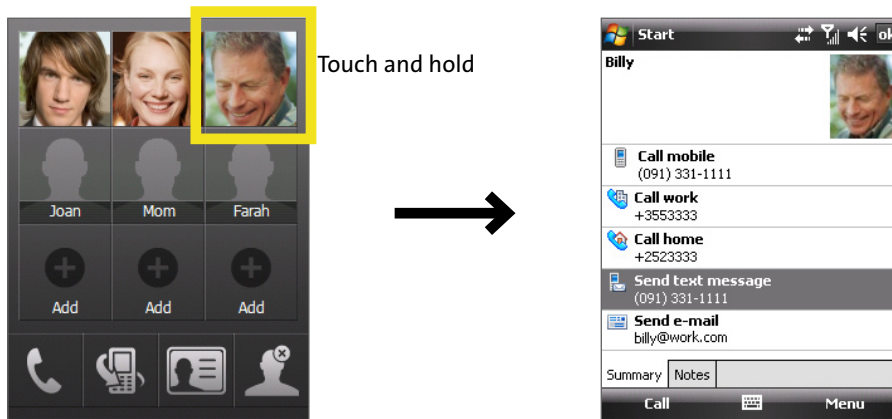 Touch and hold
Joan Mom Farah
Add Add Add
Start ok
Billy
Call mobile
(091) 331-1111
Call work
+3553333
Call home
+2523333
Send text message
(091) 331-1111
Send e-mail
billy@work.com
Summary Notes
Call Menu